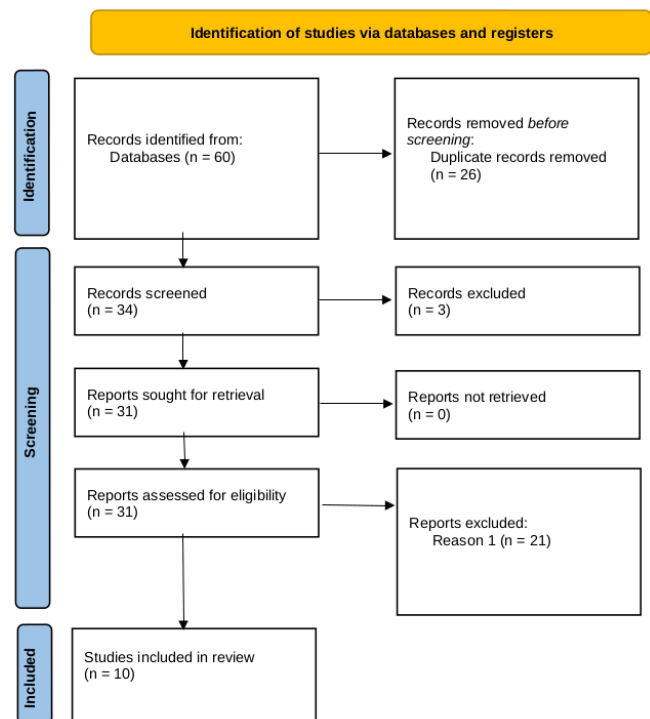 Identification of studies via databases and registers
Identification
Records identified from:
Databases (n = 60)
Records removed before
screening:
Duplicate records removed
(n = 26)
Screening
Records screened
(n = 34)
Records excluded
(n = 3)
Reports sought for retrieval
(n = 31)
Reports not retrieved
(n = 0)
Reports assessed for eligibility
(n = 31)
Reports excluded:
Reason 1 (n = 21)
Included
Studies included in review
(n = 10)